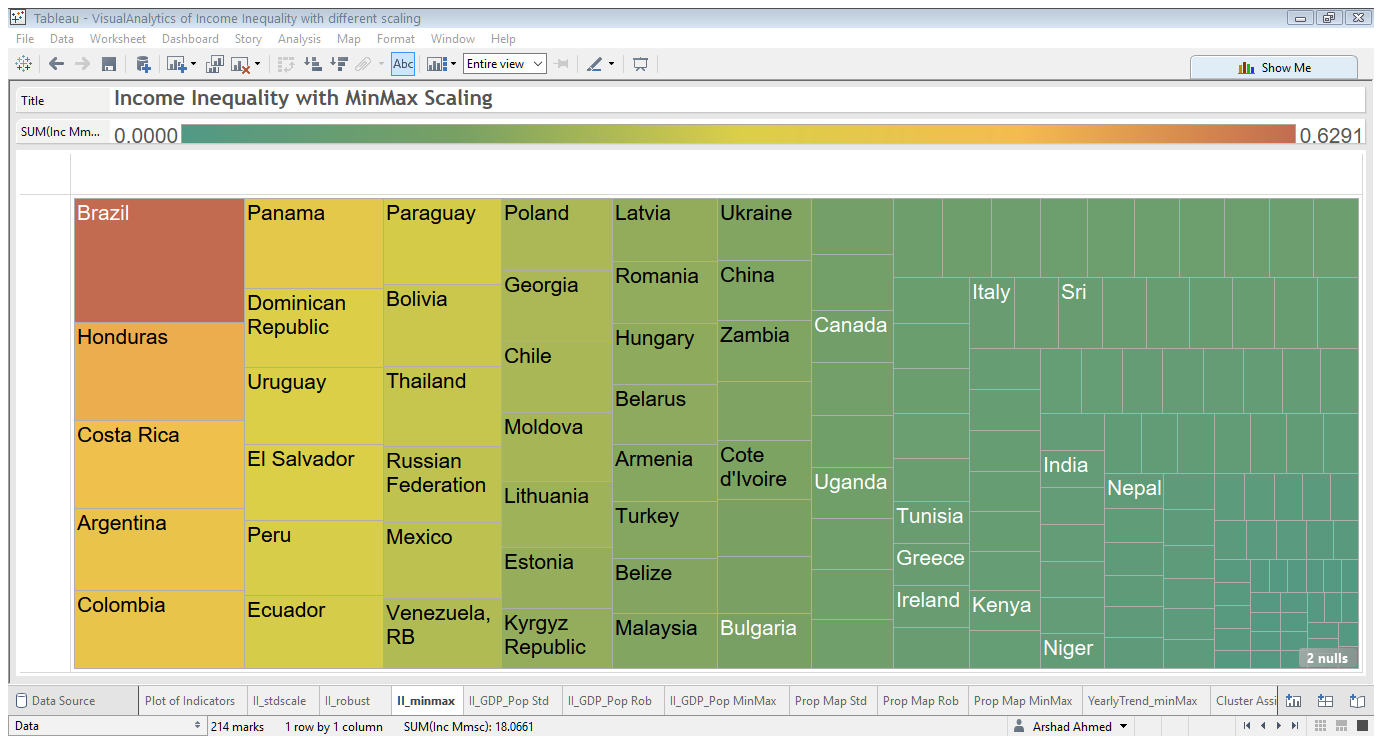 Tableau - VisualAnalytics of Income Inequality with different scaling
File Data Worksheet Dashboard Story Analysis Map Format Window Help
Abc Entire view Show Me
Title Income Inequality with MinMax Scaling
SUM(Inc Mm... 0.0000 0.6291
Brazil
Honduras
Costa Rica
Argentina
Colombia
Panama
Dominican
Republic
Uruguay
El Salvador
Peru
Ecuador
Paraguay
Bolivia
Thailand
Russian
Federation
Mexico
Venezuela,
RB
Poland
Georgia
Chile
Moldova
Lithuania
Estonia
Kyrgyz
Republic
Latvia
Romania
Hungary
Belarus
Armenia
Turkey
Belize
Malaysia
Ukraine
China
Zambia
Cote
d'Ivoire
Bulgaria
Canada
Uganda
Tunisia
Greece
Ireland
Italy
Kenya
Sri
India
Niger
Nepal
2 nulls
Data Source Plot of Indicators II_stdscale II_robust II_minmax II_GDP_Pop Std II_GDP_Pop Rob II_GDP_Pop MinMax Prop Map Std Prop Map Rob Prop Map MinMax YearlyTrend_minMax Cluster Assi
Data 214 marks 1 row by 1 column SUM(Inc Mmsc): 18.0661 Arshad Ahmed